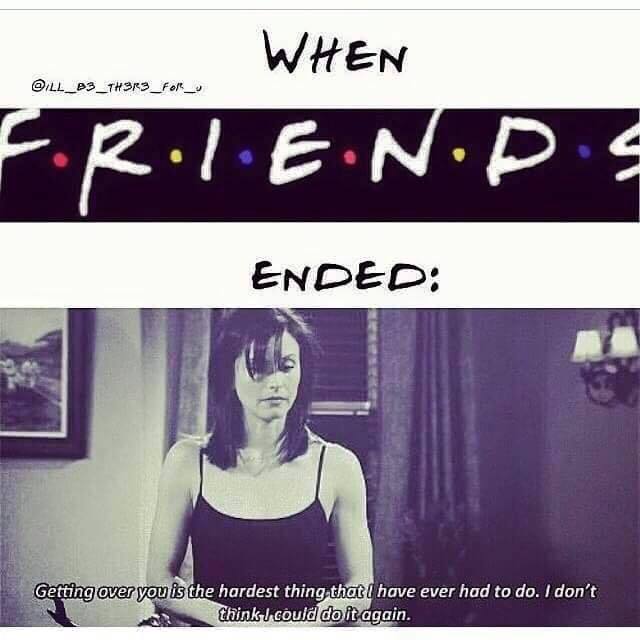 WHEN
@iLL_B3_TH3R3_FoR_U
F·R·I·E·N·D·S
ENDED:
Getting over you is the hardest thing that I have ever had to do. I don't
think I could do it again.